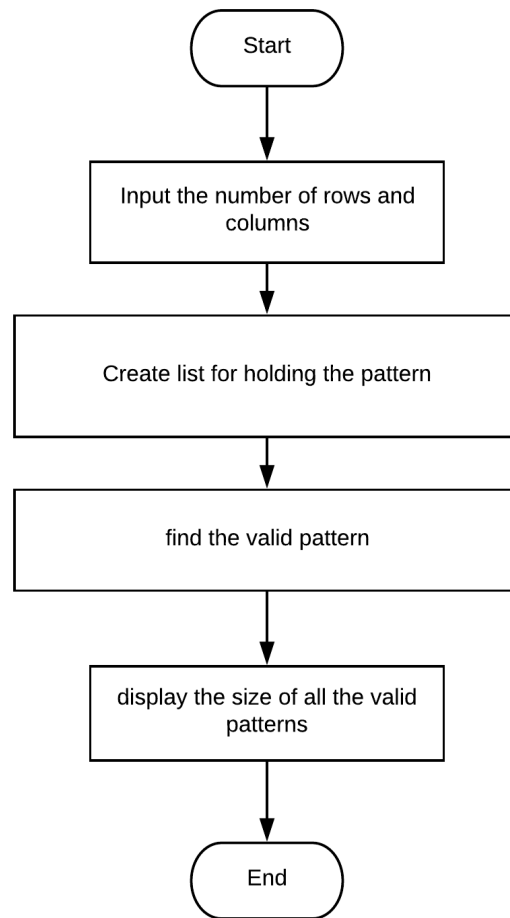 Start
Input the number of rows and
columns
Create list for holding the pattern
find the valid pattern
display the size of all the valid
patterns
End